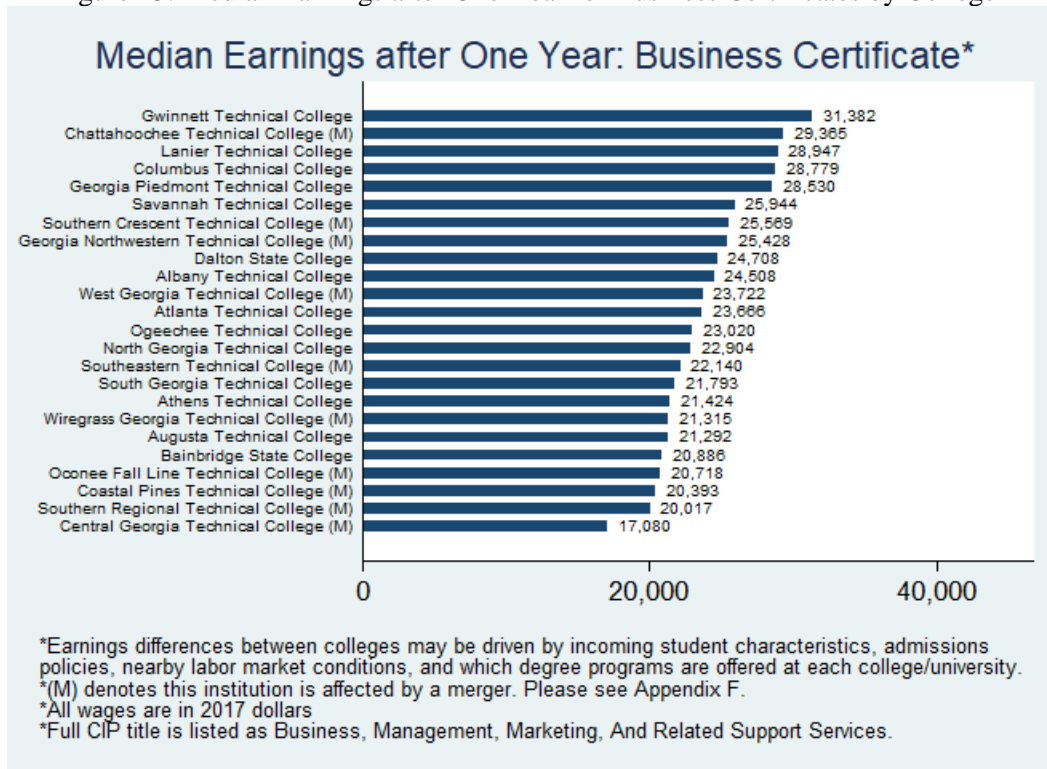 Median Earnings after One Year: Business Certificate*
Gwinnett Technical College 31,382
Chattahoochee Technical College (M) 29,365
Lanier Technical College 28,947
Columbus Technical College 28,779
Georgia Piedmont Technical College 28,530
Savannah Technical College 25,944
Southern Crescent Technical College (M) 25,569
Georgia Northwestern Technical College (M) 25,428
Dalton State College 24,708
Albany Technical College 24,508
West Georgia Technical College (M) 23,722
Atlanta Technical College 23,666
Ogeechee Technical College 23,020
North Georgia Technical College 22,904
Southeastern Technical College (M) 22,140
South Georgia Technical College 21,793
Athens Technical College 21,424
Wiregrass Georgia Technical College (M) 21,315
Augusta Technical College 21,292
Bainbridge State College 20,886
Oconee Fall Line Technical College (M) 20,718
Coastal Pines Technical College (M) 20,393
Southern Regional Technical College (M) 20,017
Central Georgia Technical College (M) 17,080
0 20,000 40,000
*Earnings differences between colleges may be driven by incoming student characteristics, admissions
policies, nearby labor market conditions, and which degree programs are offered at each college/university.
*(M) denotes this institution is affected by a merger. Please see Appendix F.
*All wages are in 2017 dollars
*Full CIP title is listed as Business, Management, Marketing, And Related Support Services.